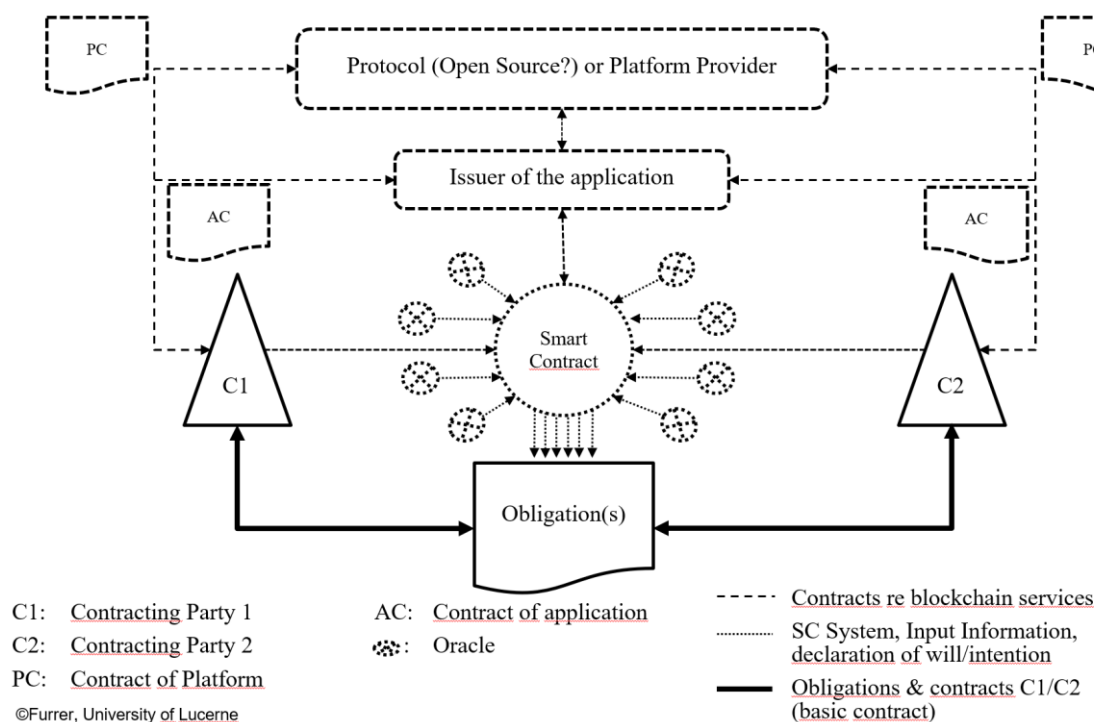 PC
Protocol (Open Source?) or Platform Provider
Issuer of the application
AC
AC
Smart
Contract
C1
C2
Obligation(s)
C1: Contracting Party 1
C2: Contracting Party 2
PC: Contract of Platform
©Furrer, University of Lucerne
AC: Contract of application
: Oracle
Contracts re blockchain services
SC System, Input Information,
declaration of will/intention
Obligations & contracts C1/C2
(basic contract)